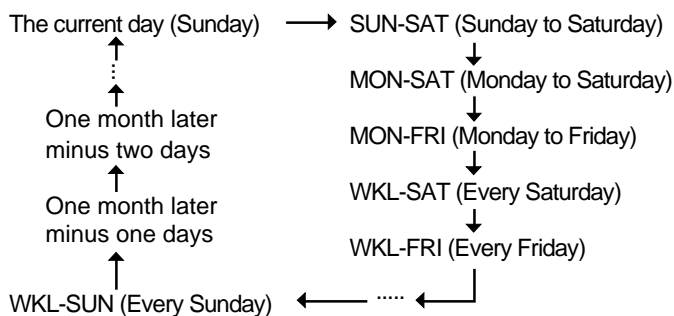 The current day (Sunday)
SUN-SAT (Sunday to Saturday)
MON-SAT (Monday to Saturday)
MON-FRI (Monday to Friday)
WKL-SAT (Every Saturday)
WKL-FRI (Every Friday)
.....
WKL-SUN (Every Sunday)
One month later
minus one days
One month later
minus two days
....